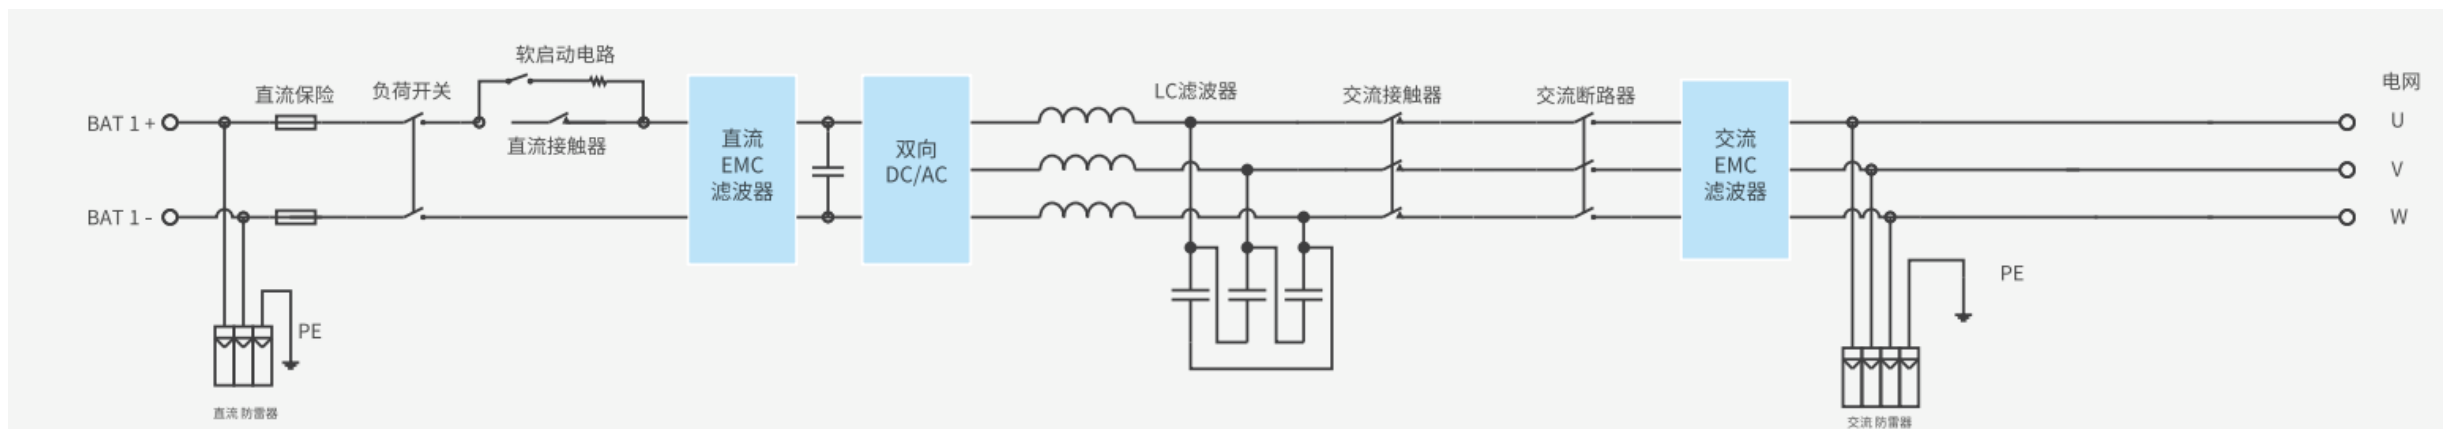 软启动电路
直流保险
负荷开关
BAT 1 +
直流接触器
BAT 1 -
PE
直流 防雷器
直流
EMC
滤波器
双向
DC/AC
LC滤波器
交流接触器
交流断路器
交流
EMC
滤波器
电网
U
V
W
PE
交流 防雷器